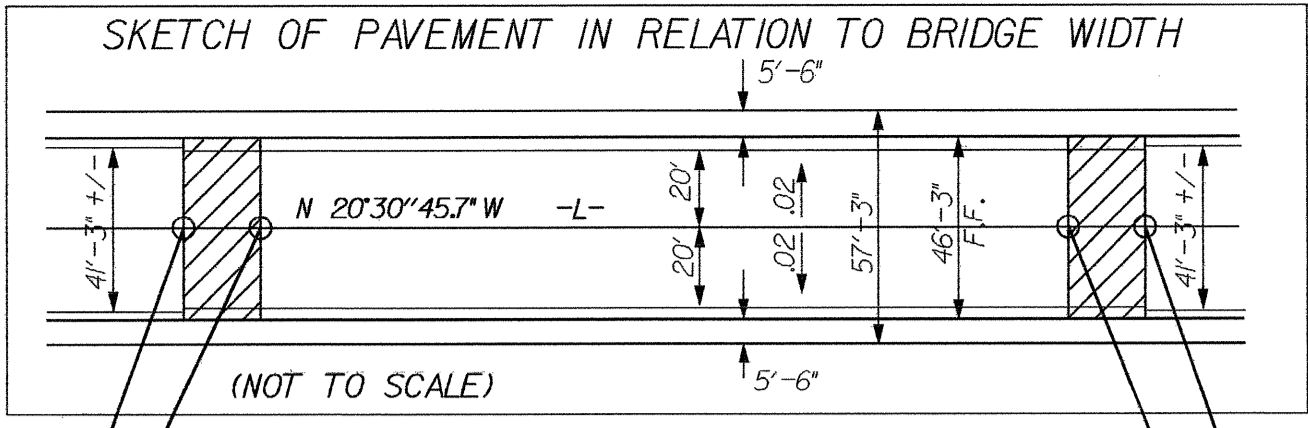 SKETCH OF PAVEMENT IN RELATION TO BRIDGE WIDTH
5'-6"
41'-3" +/-
N 20°30''45.7" W -L-
20'
20'
.02
.02
57'-3"
46'-3"
F.F.
41'-3" +/-
(NOT TO SCALE)
5'-6"